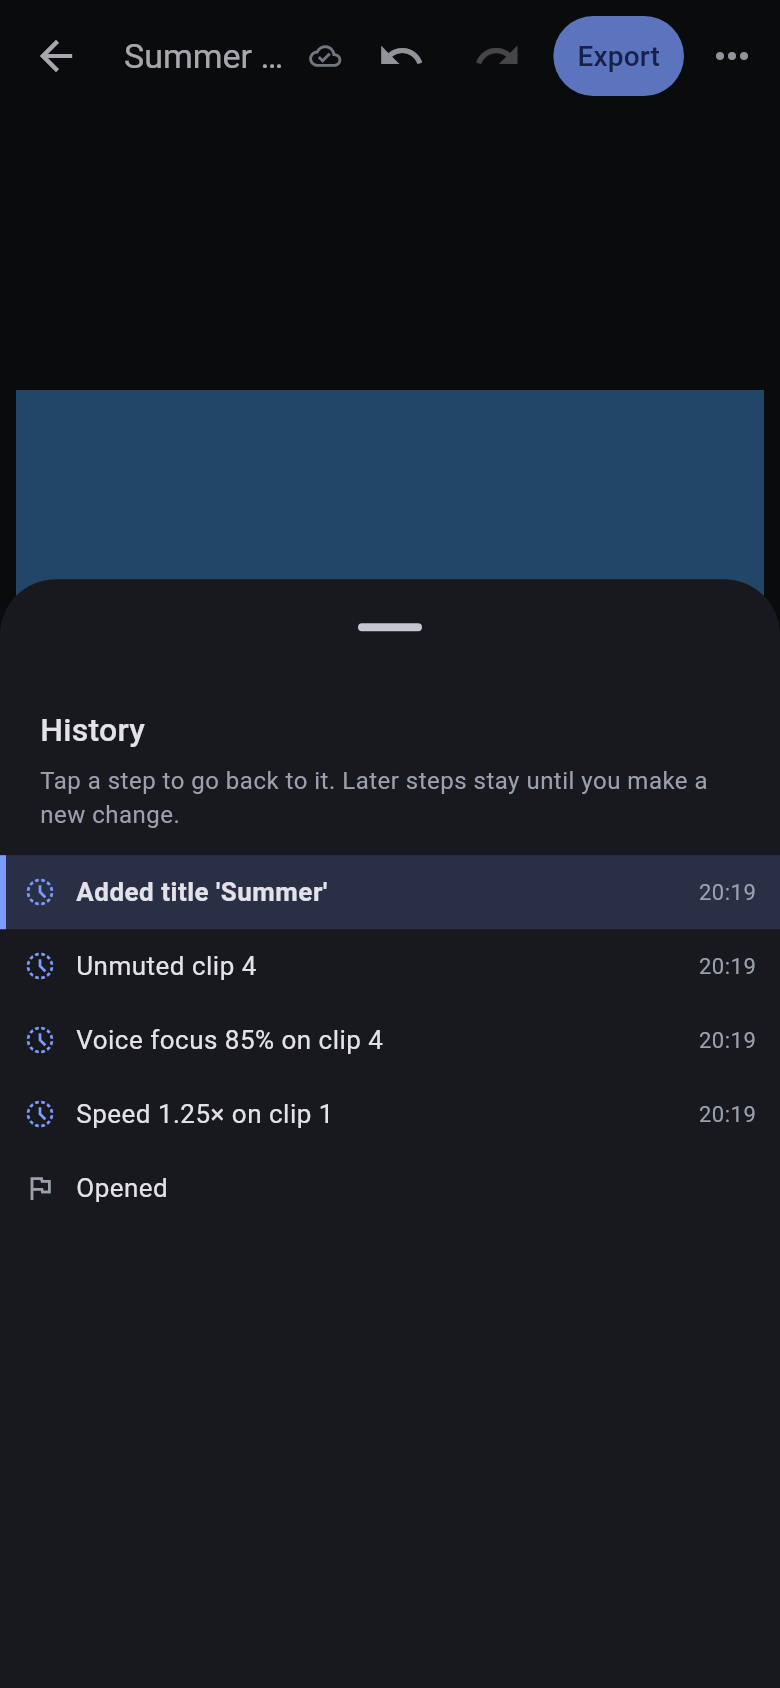 Summer ...
Export
History
Tap a step to go back to it. Later steps stay until you make a
new change.
Added title 'Summer' 20:19
Unmuted clip 4 20:19
Voice focus 85% on clip 4 20:19
Speed 1.25× on clip 1 20:19
Opened